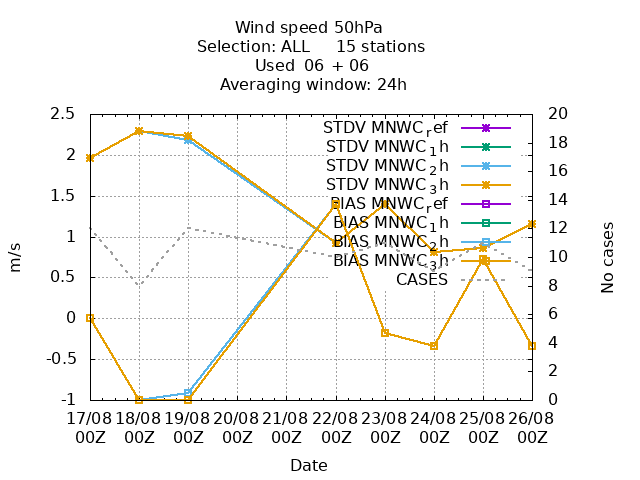 Wind speed 50hPa
Selection: ALL 15 stations
Used 06 + 06
Averaging window: 24h
2.5
2
1.5
1
0.5
0
-0.5
-1
m/s
20
18
16
14
12
10
8
6
4
2
0
No cases
STDV MNWC_ref
STDV MNWC_1h
STDV MNWC_2h
STDV MNWC_3h
BIAS MNWC_ref
BIAS MNWC_1h
BIAS MNWC_2h
BIAS MNWC_3h
CASES
17/08 18/08 19/08 20/08 21/08 22/08 23/08 24/08 25/08 26/08
00Z 00Z 00Z 00Z 00Z 00Z 00Z 00Z 00Z 00Z
Date